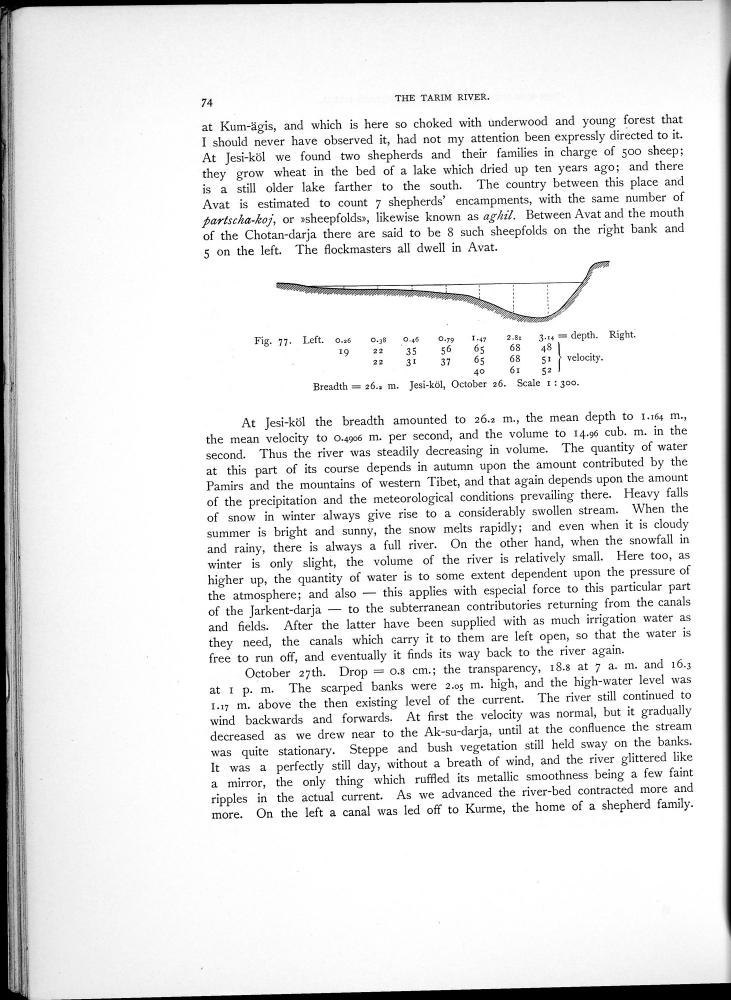 74
THE TARIM RIVER.
at Kum-ägis, and which is here so choked with underwood and young forest that
I should never have observed it, had not my attention been expressly directed to it.
At Jesi-köl we found two shepherds and their families in charge of 500 sheep;
they grow wheat in the bed of a lake which dried up ten years ago; and there
is a still older lake farther to the south. The country between this place and
Avat is estimated to count 7 shepherds' encampments, with the same number of
partscha-koj, or »sheepfolds», likewise known as aghil. Between Avat and the mouth
of the Chotan-darja there are said to be 8 such sheepfolds on the right bank and
5 on the left. The flockmasters all dwell in Avat.
Fig. 77. Left. 0.26 0.38 0.46 0.79 1.47 2.81 3.14 = depth. Right.
19 22 35 56 65 68 48
22 31 37 65 68 51 velocity.
40 61 52
Breadth = 26.2 m. Jesi-köl, October 26. Scale 1 : 300.
At Jesi-köl the breadth amounted to 26.2 m., the mean depth to 1.164 m.,
the mean velocity to 0.4906 m. per second, and the volume to 14.96 cub. m. in the
second. Thus the river was steadily decreasing in volume. The quantity of water
at this part of its course depends in autumn upon the amount contributed by the
Pamirs and the mountains of western Tibet, and that again depends upon the amount
of the precipitation and the meteorological conditions prevailing there. Heavy falls
of snow in winter always give rise to a considerably swollen stream. When the
summer is bright and sunny, the snow melts rapidly; and even when it is cloudy
and rainy, there is always a full river. On the other hand, when the snowfall in
winter is only slight, the volume of the river is relatively small. Here too, as
higher up, the quantity of water is to some extent dependent upon the pressure of
the atmosphere; and also — this applies with especial force to this particular part
of the Jarkent-darja — to the subterranean contributories returning from the canals
and fields. After the latter have been supplied with as much irrigation water as
they need, the canals which carry it to them are left open, so that the water is
free to run off, and eventually it finds its way back to the river again.
October 27th. Drop = 0.8 cm.; the transparency, 18.8 at 7 a. m. and 16.3
at 1 p. m. The scarped banks were 2.05 m. high, and the high-water level was
1.17 m. above the then existing level of the current. The river still continued to
wind backwards and forwards. At first the velocity was normal, but it gradually
decreased as we drew near to the Ak-su-darja, until at the confluence the stream
was quite stationary. Steppe and bush vegetation still held sway on the banks.
It was a perfectly still day, without a breath of wind, and the river glittered like
a mirror, the only thing which ruffled its metallic smoothness being a few faint
ripples in the actual current. As we advanced the river-bed contracted more and
more. On the left a canal was led off to Kurme, the home of a shepherd family.